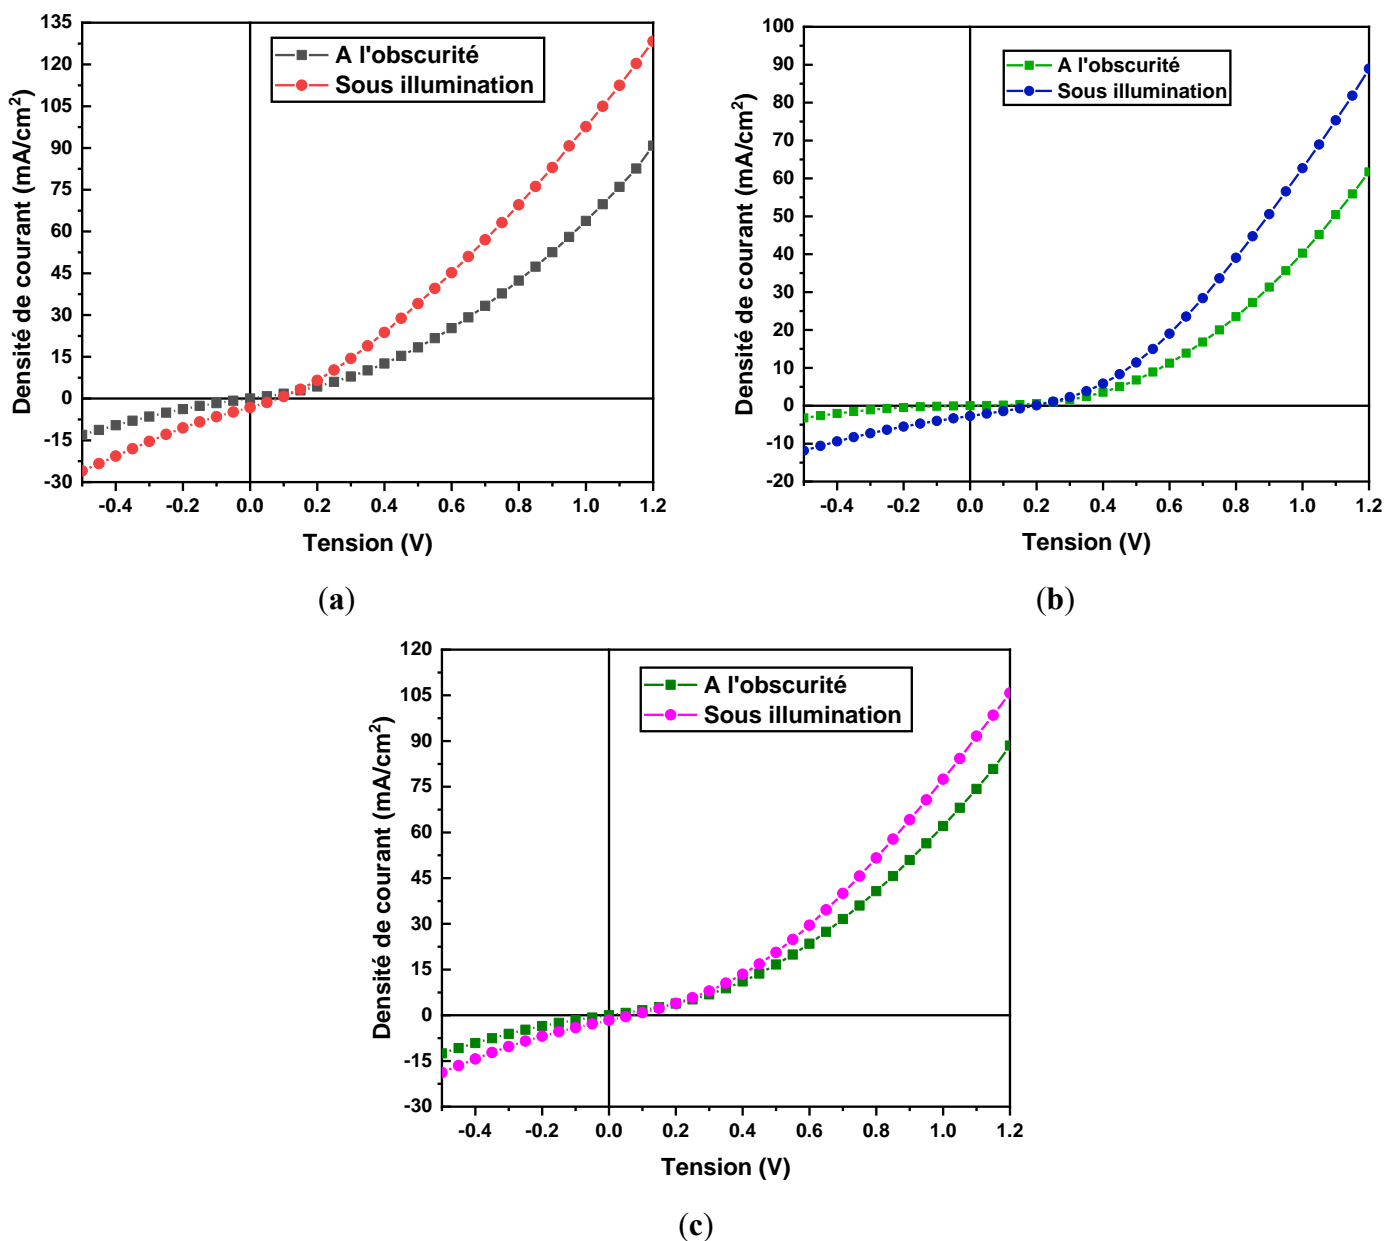 A l'obscurité
Sous illumination
Densité de courant (mA/cm²)
135
120
105
90
75
60
45
30
15
0
-15
-30
-0.4 -0.2 0.0 0.2 0.4 0.6 0.8 1.0 1.2
Tension (V)
(a)
A l'obscurité
Sous illumination
Densité de courant (mA/cm²)
100
90
80
70
60
50
40
30
20
10
0
-10
-20
-0.4 -0.2 0.0 0.2 0.4 0.6 0.8 1.0 1.2
Tension (V)
(b)
A l'obscurité
Sous illumination
Densité de courant (mA/cm²)
120
105
90
75
60
45
30
15
0
-15
-30
-0.4 -0.2 0.0 0.2 0.4 0.6 0.8 1.0 1.2
Tension (V)
(c)